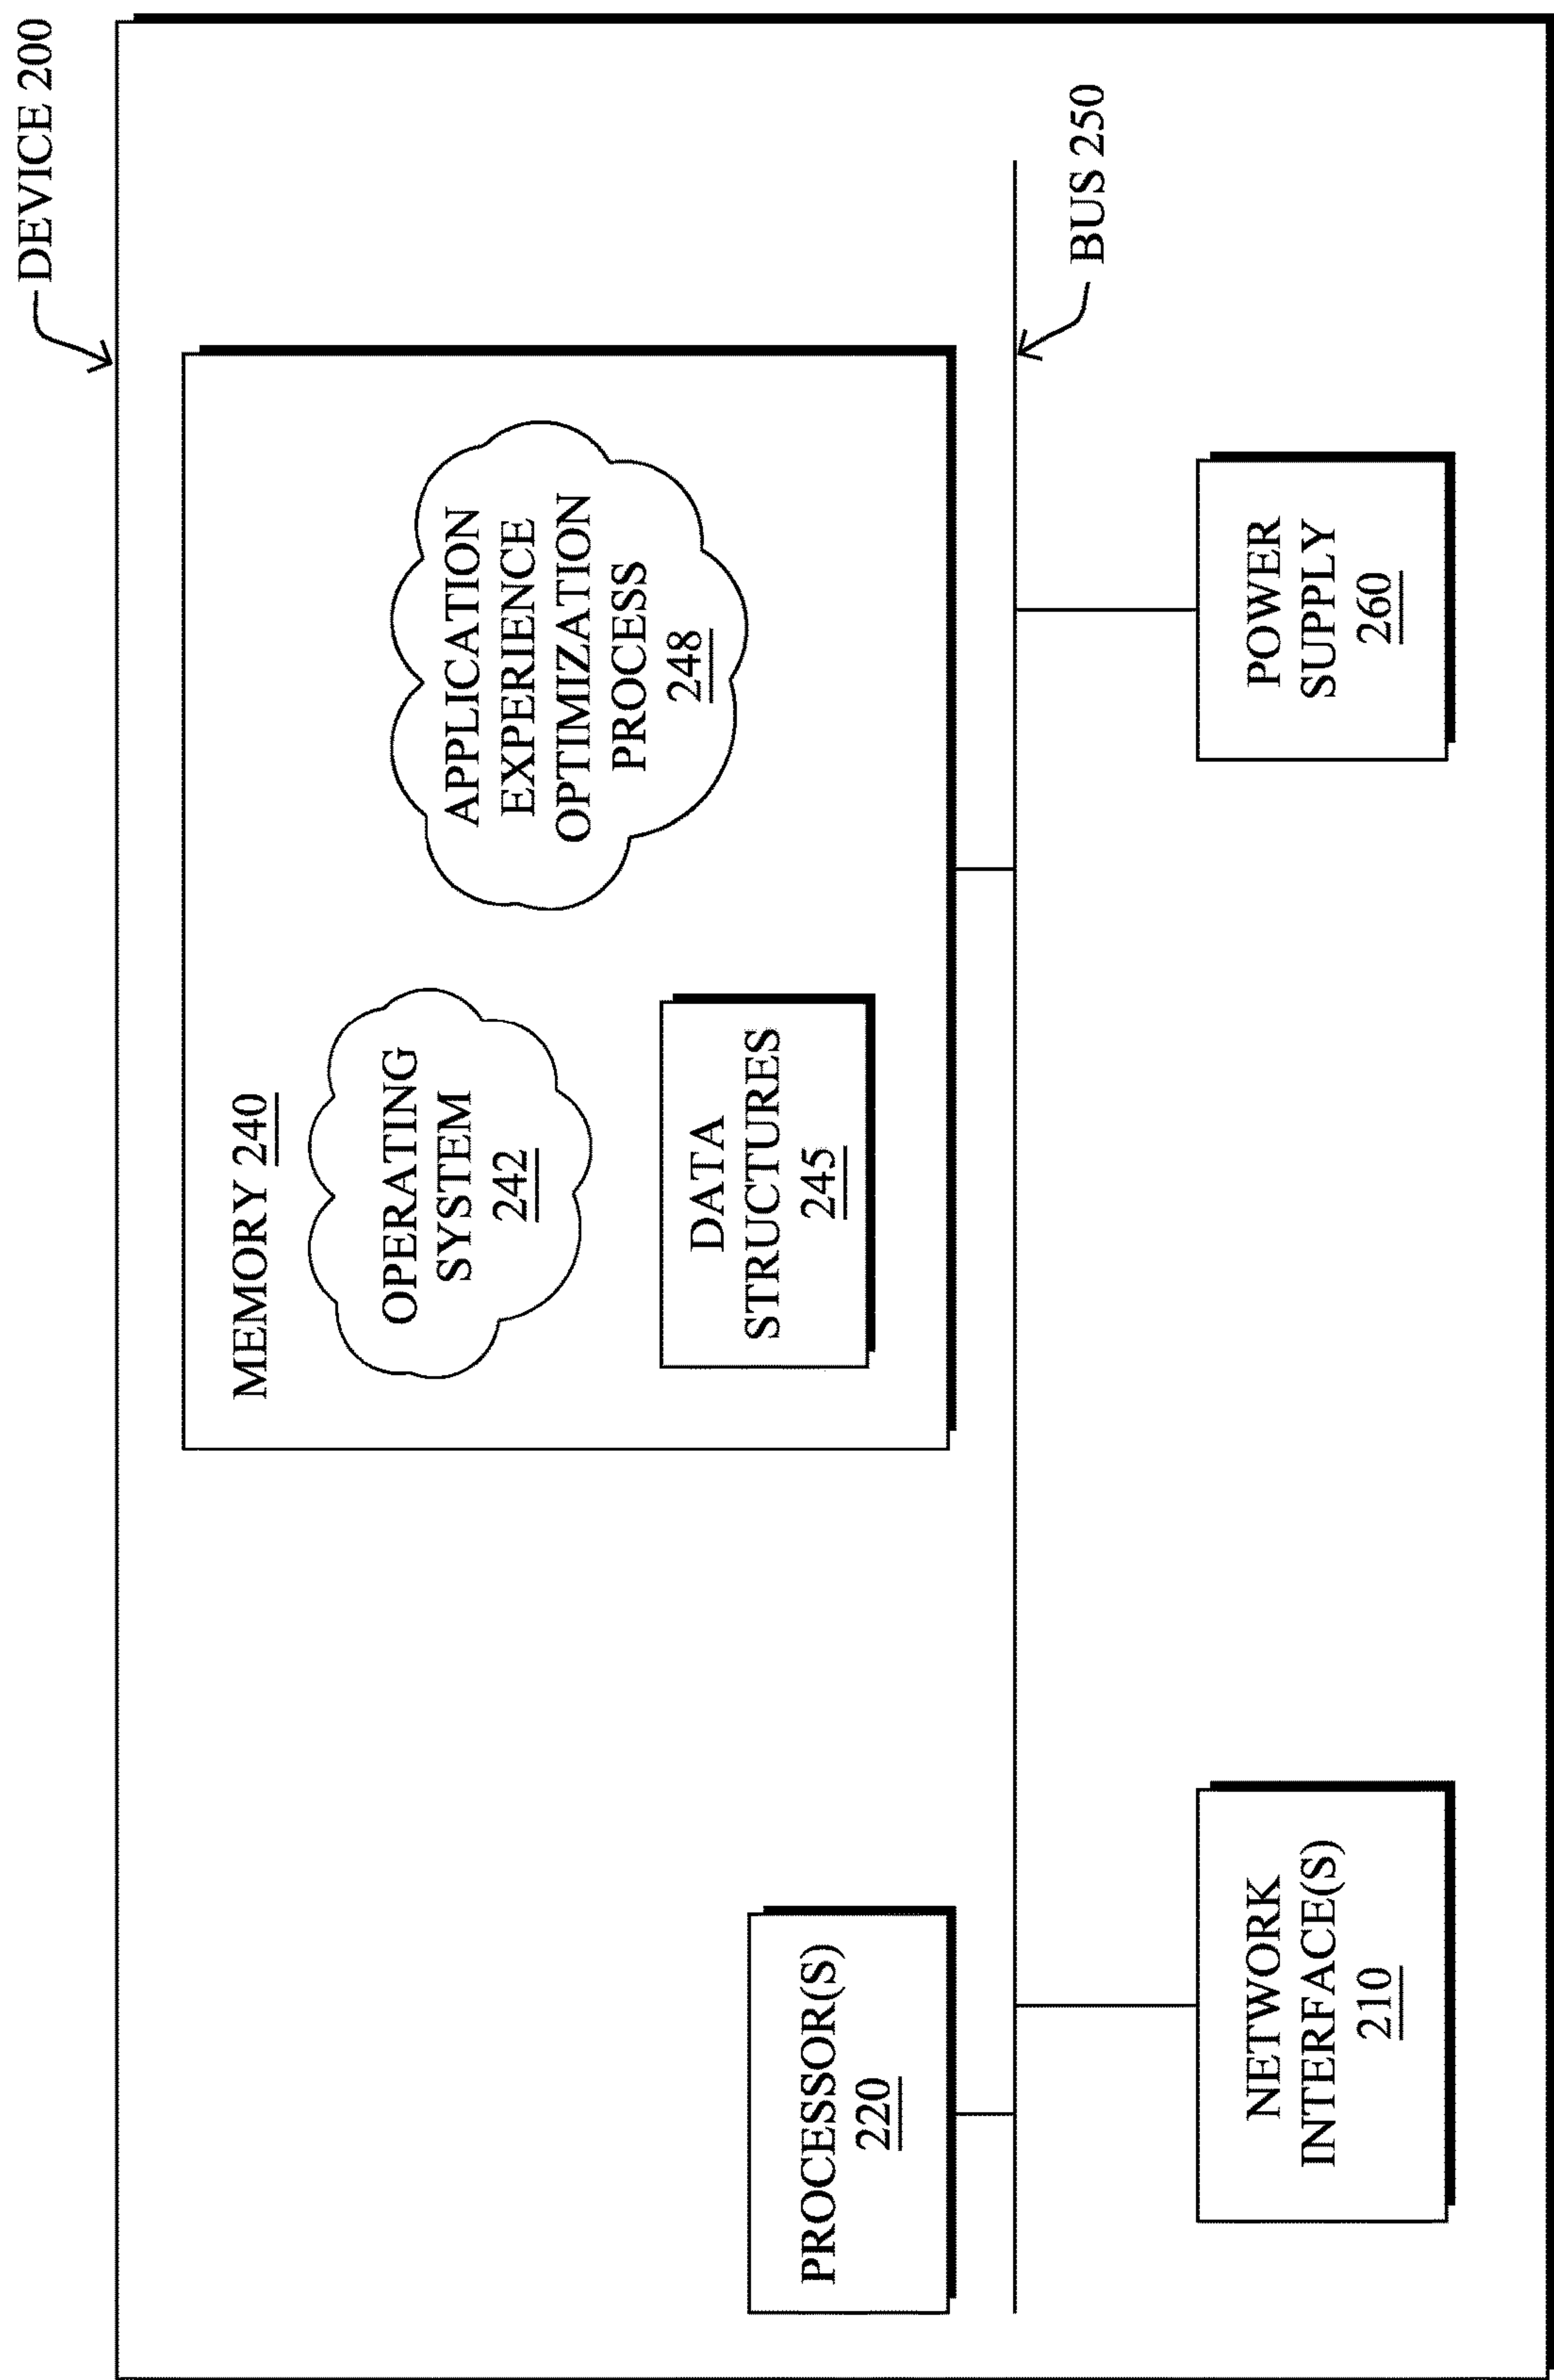 DEVICE 200
MEMORY 240
OPERATING
SYSTEM
242
DATA
STRUCTURES
245
APPLICATION
EXPERIENCE
OPTIMIZATION
PROCESS
248
PROCESSOR(S)
220
BUS 250
NETWORK
INTERFACE(S)
210
POWER
SUPPLY
260